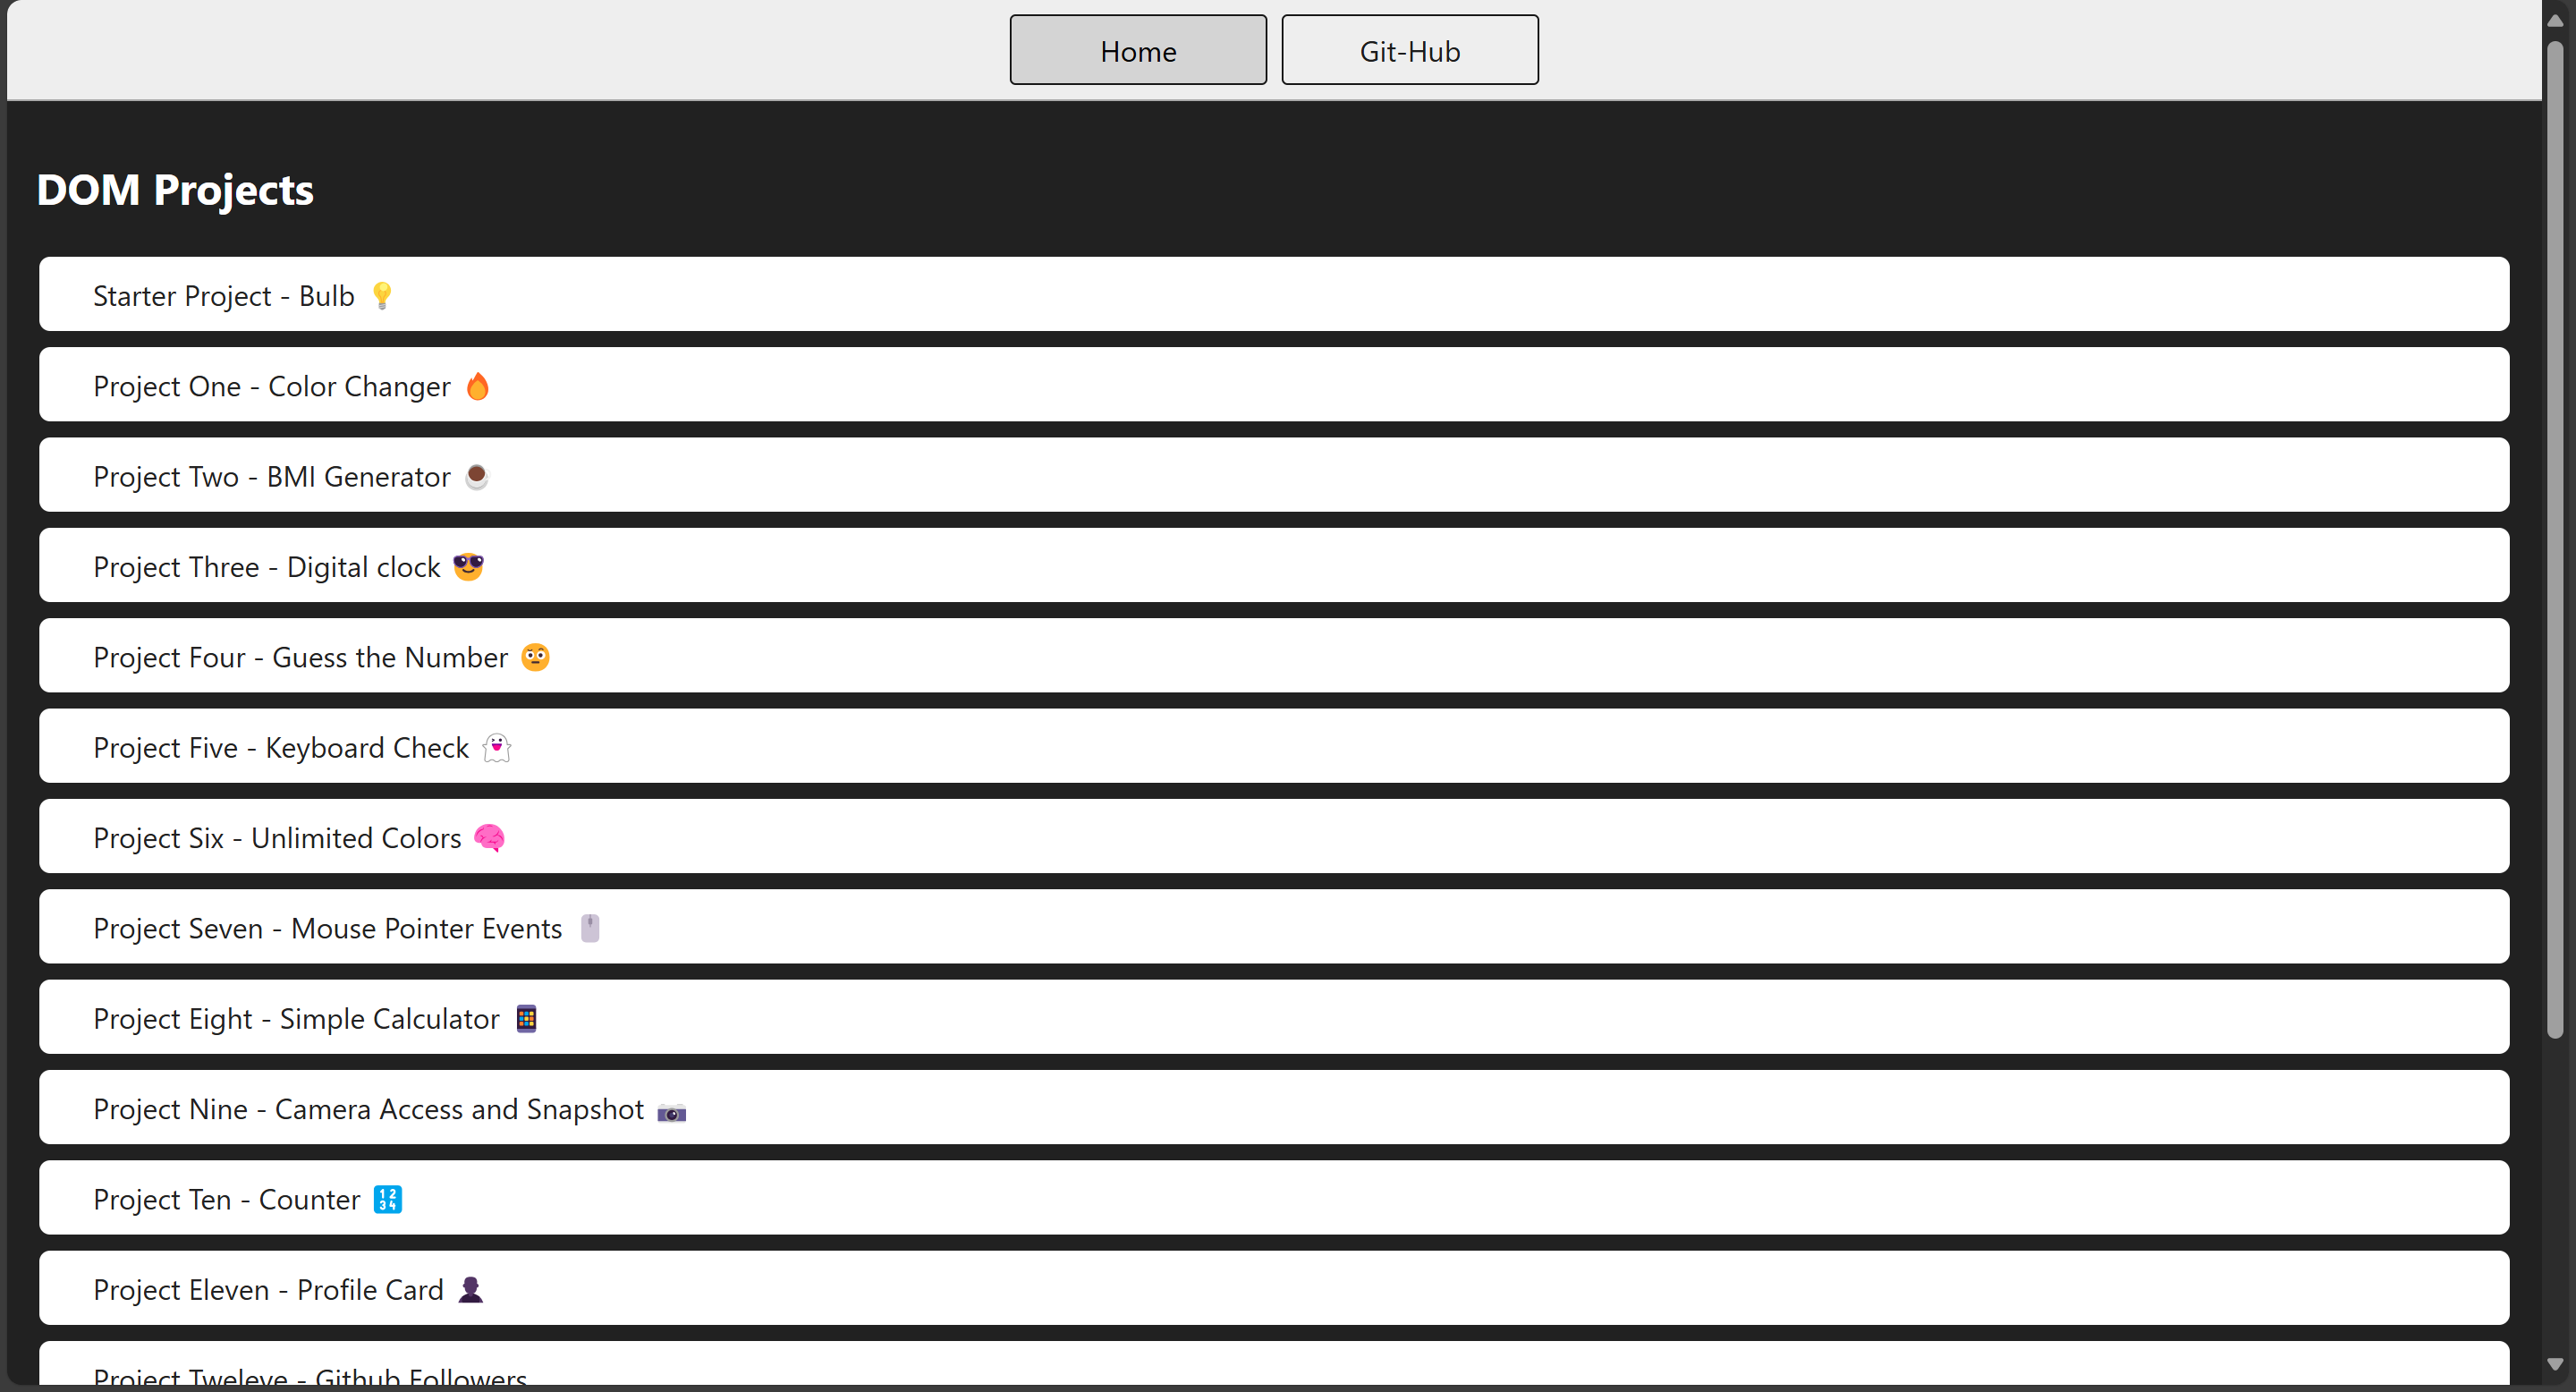 Home Git-Hub
DOM Projects
Starter Project - Bulb 💡
Project One - Color Changer 🔥
Project Two - BMI Generator ☕
Project Three - Digital clock 😎
Project Four - Guess the Number 😳
Project Five - Keyboard Check 👻
Project Six - Unlimited Colors 🧠
Project Seven - Mouse Pointer Events 🖱️
Project Eight - Simple Calculator 📱
Project Nine - Camera Access and Snapshot 📷
Project Ten - Counter 🔢
Project Eleven - Profile Card 👤
Project Tweleve - Github Followers